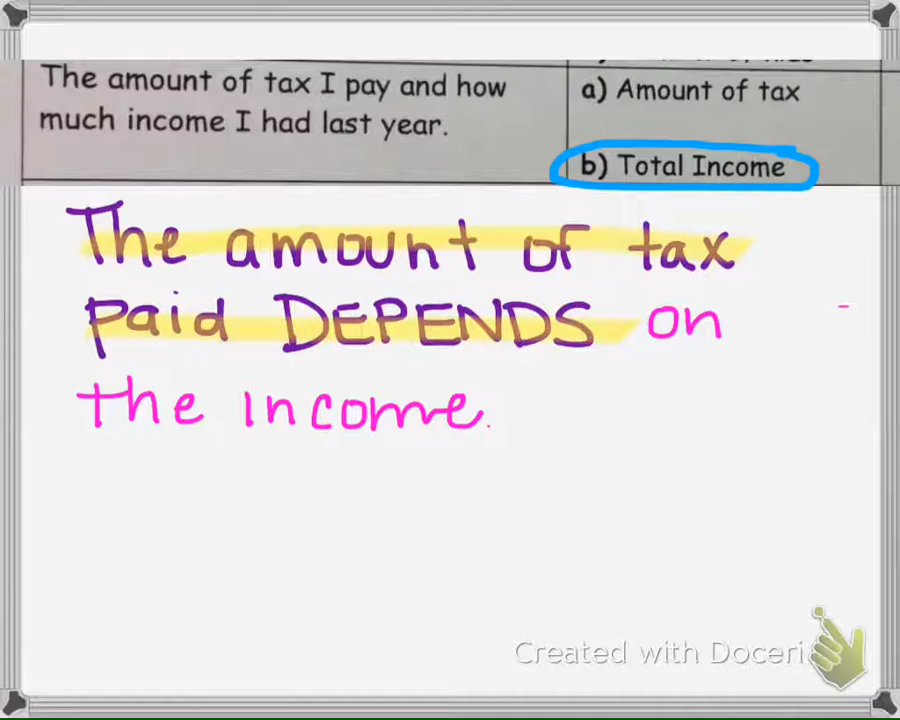 The amount of tax I pay and how
much income I had last year.
a) Amount of tax
b) Total Income
The amount of tax
paid DEPENDS on
the income.
Created with Doceri